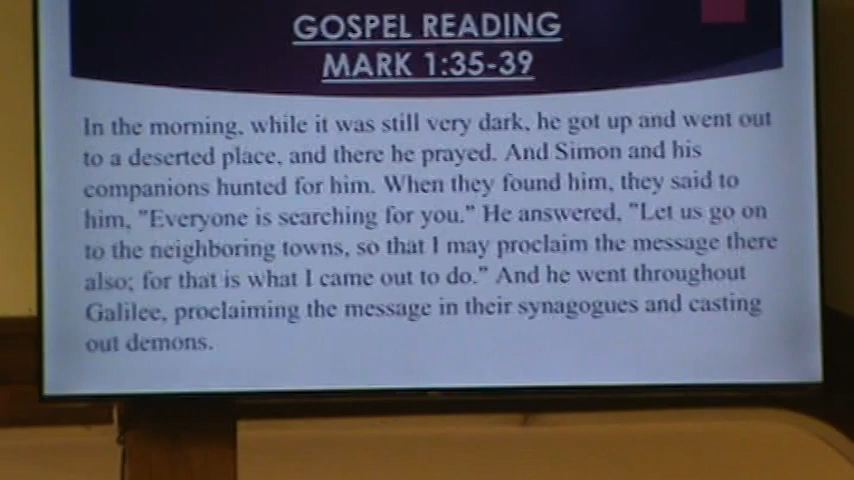 GOSPEL READING
MARK 1:35-39
In the morning, while it was still very dark, he got up and went out
to a deserted place, and there he prayed. And Simon and his
companions hunted for him. When they found him, they said to
him, "Everyone is searching for you." He answered, "Let us go on
to the neighboring towns, so that I may proclaim the message there
also; for that is what I came out to do." And he went throughout
Galilee, proclaiming the message in their synagogues and casting
out demons.